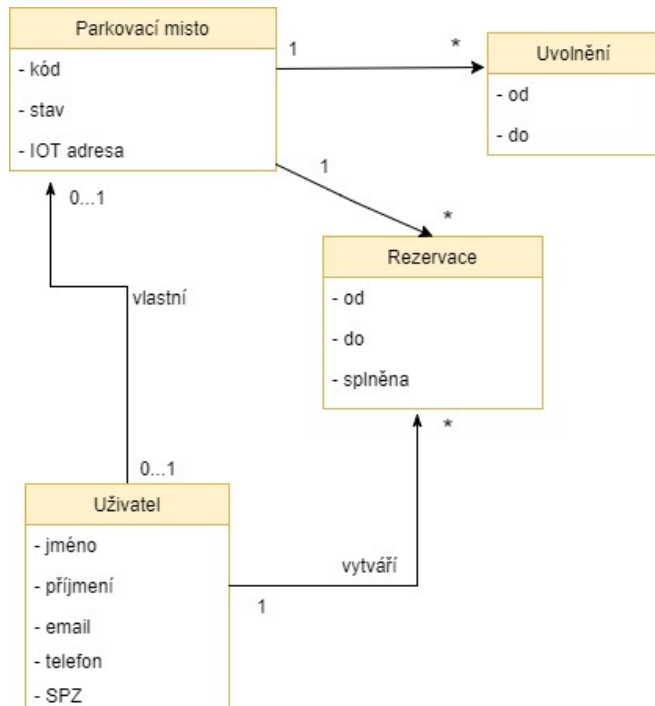 Parkovací misto
- kód
- stav
- IOT adresa
1
*
Uvolnění
- od
- do
1
*
0...1
Rezervace
- od
- do
- splněna
*
vlastní
0...1
Uživatel
- jméno
- příjmení
- email
- telefon
- SPZ
vytváří
1